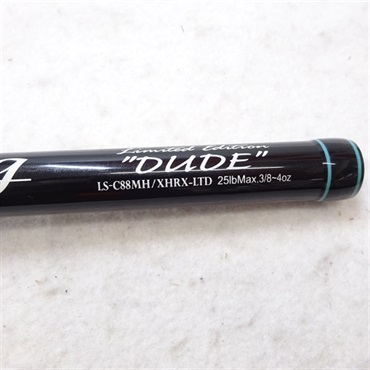 Limited Edition
"DUDE"
LS-C88MH/XHRX-LTD 25lbMax.3/8~4oz